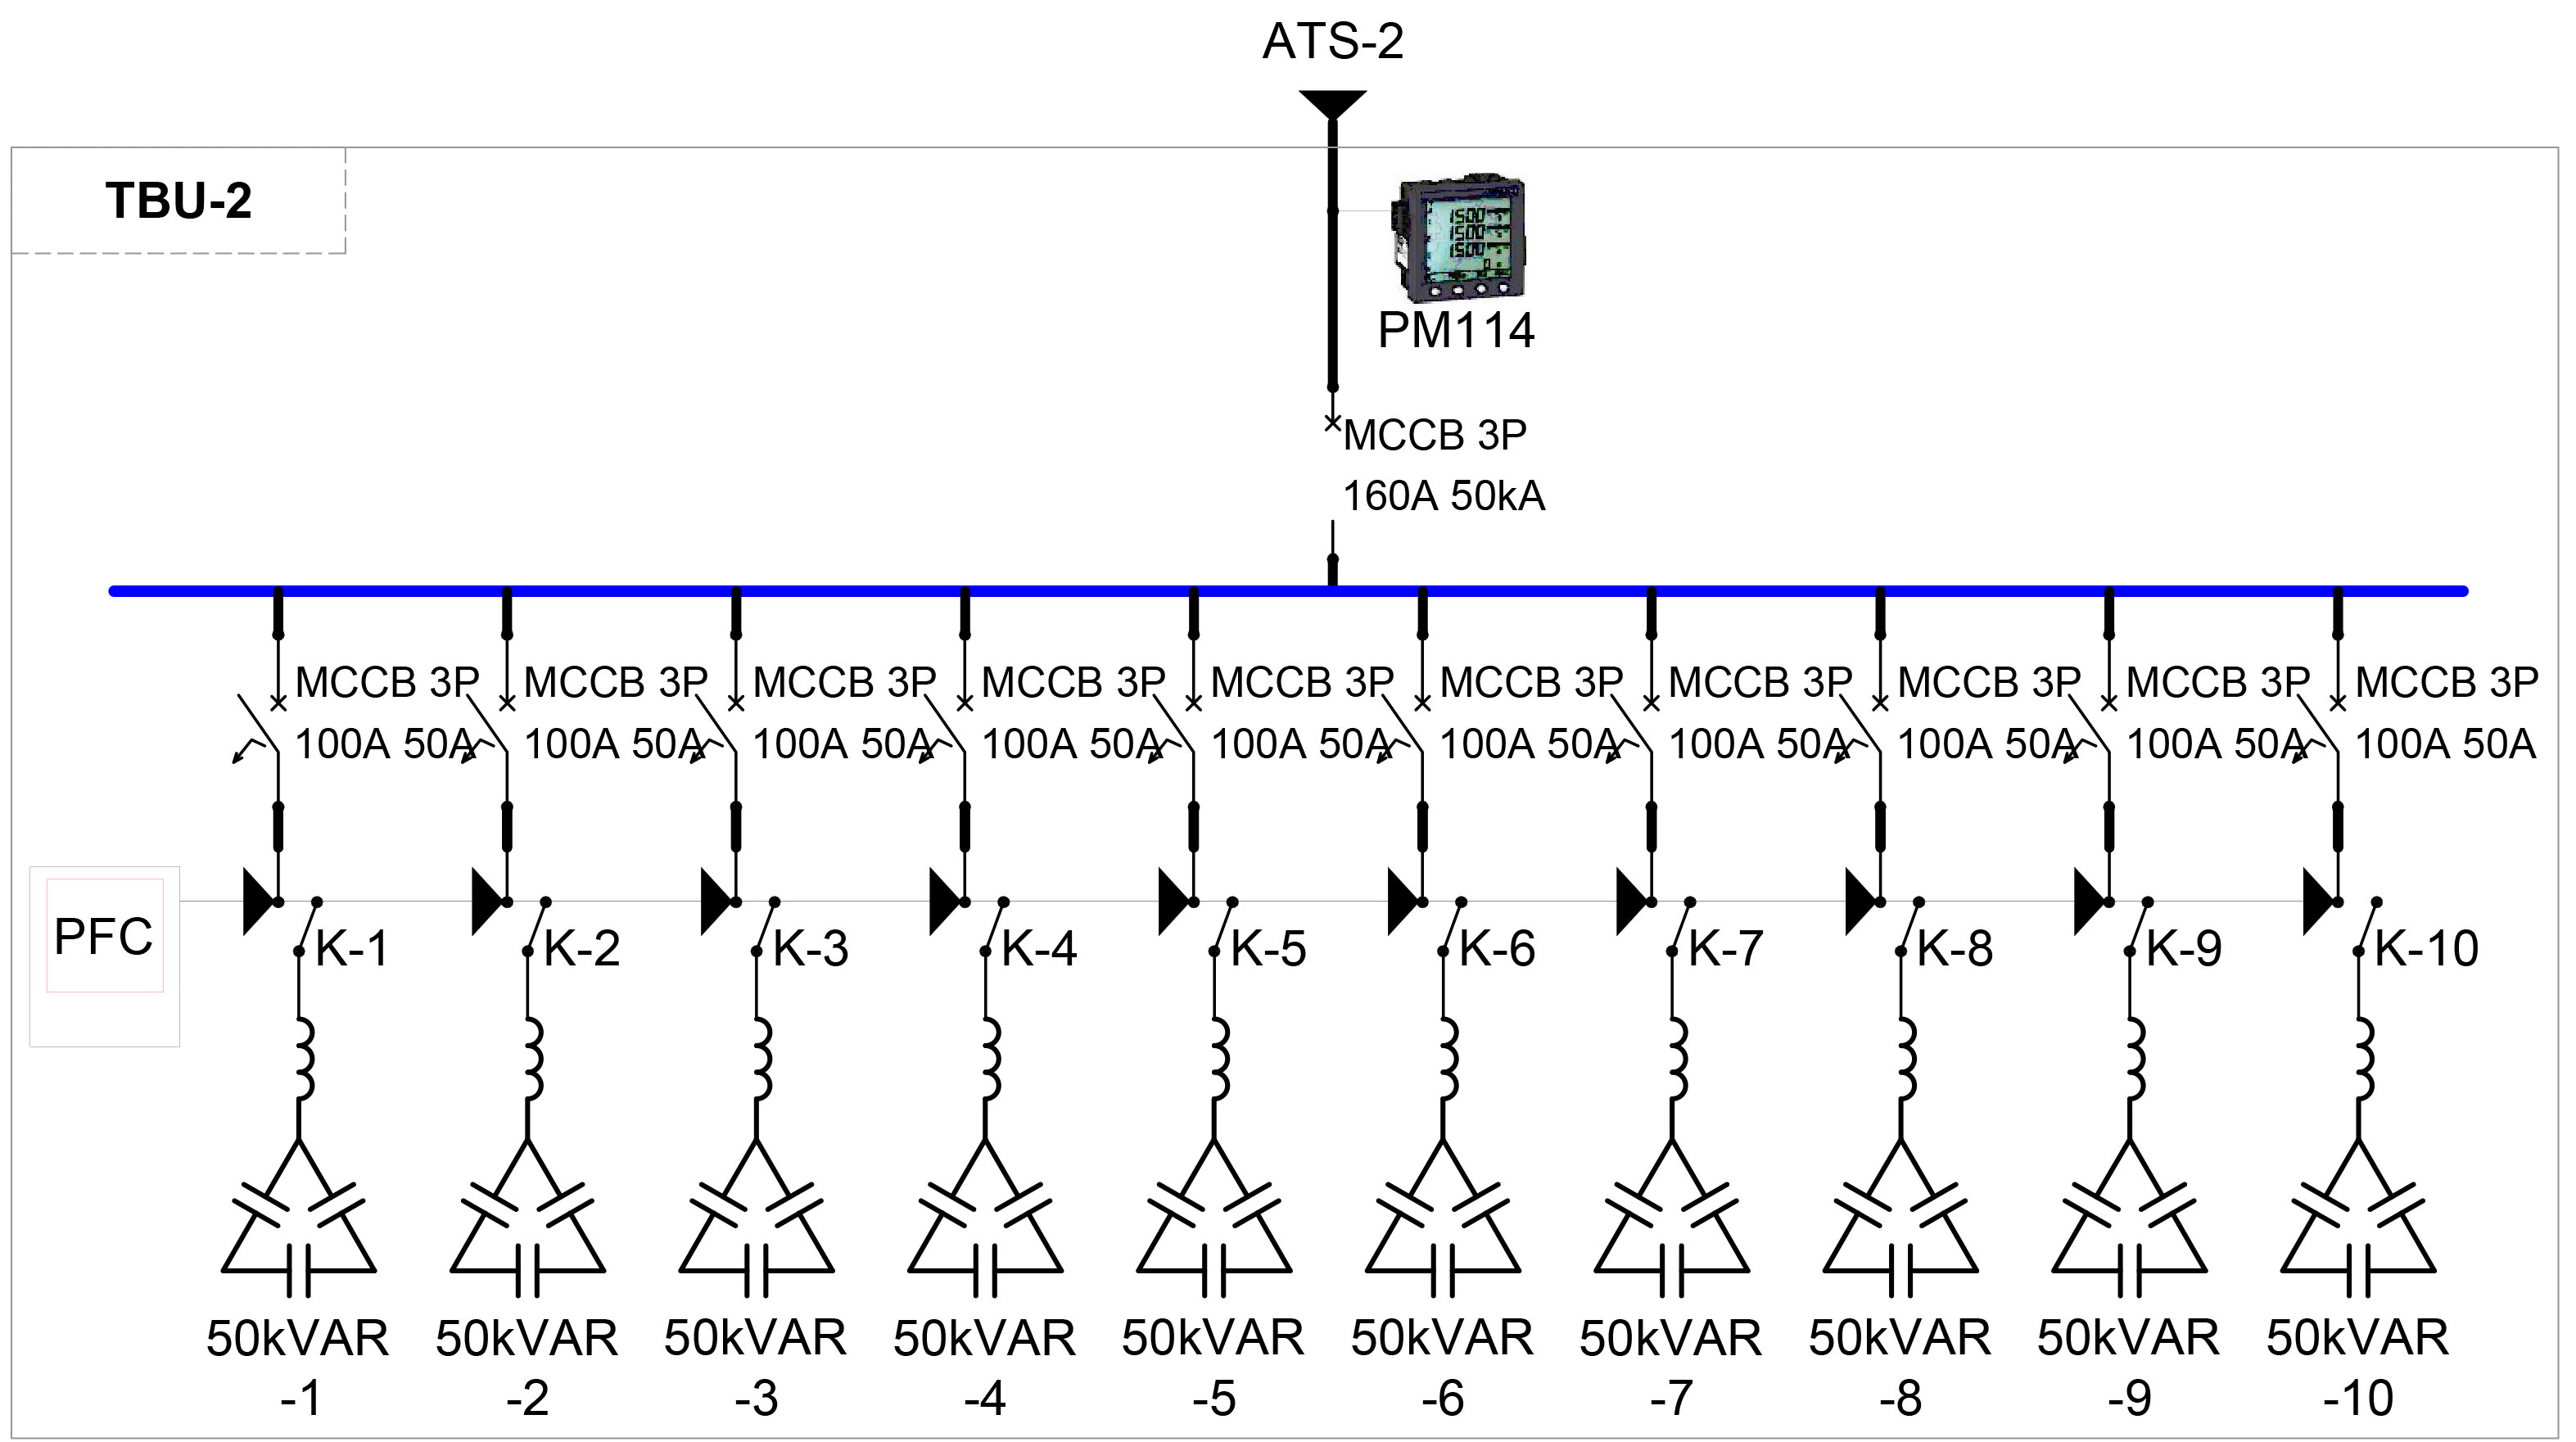 ATS-2
TBU-2
1500
1500
1500
PM114
MCCB 3P
160A 50kA
MCCB 3P MCCB 3P MCCB 3P MCCB 3P MCCB 3P MCCB 3P MCCB 3P MCCB 3P MCCB 3P MCCB 3P
100A 50A 100A 50A 100A 50A 100A 50A 100A 50A 100A 50A 100A 50A 100A 50A 100A 50A 100A 50A
PFC
K-1 K-2 K-3 K-4 K-5 K-6 K-7 K-8 K-9 K-10
50kVAR 50kVAR 50kVAR 50kVAR 50kVAR 50kVAR 50kVAR 50kVAR 50kVAR 50kVAR
-1 -2 -3 -4 -5 -6 -7 -8 -9 -10